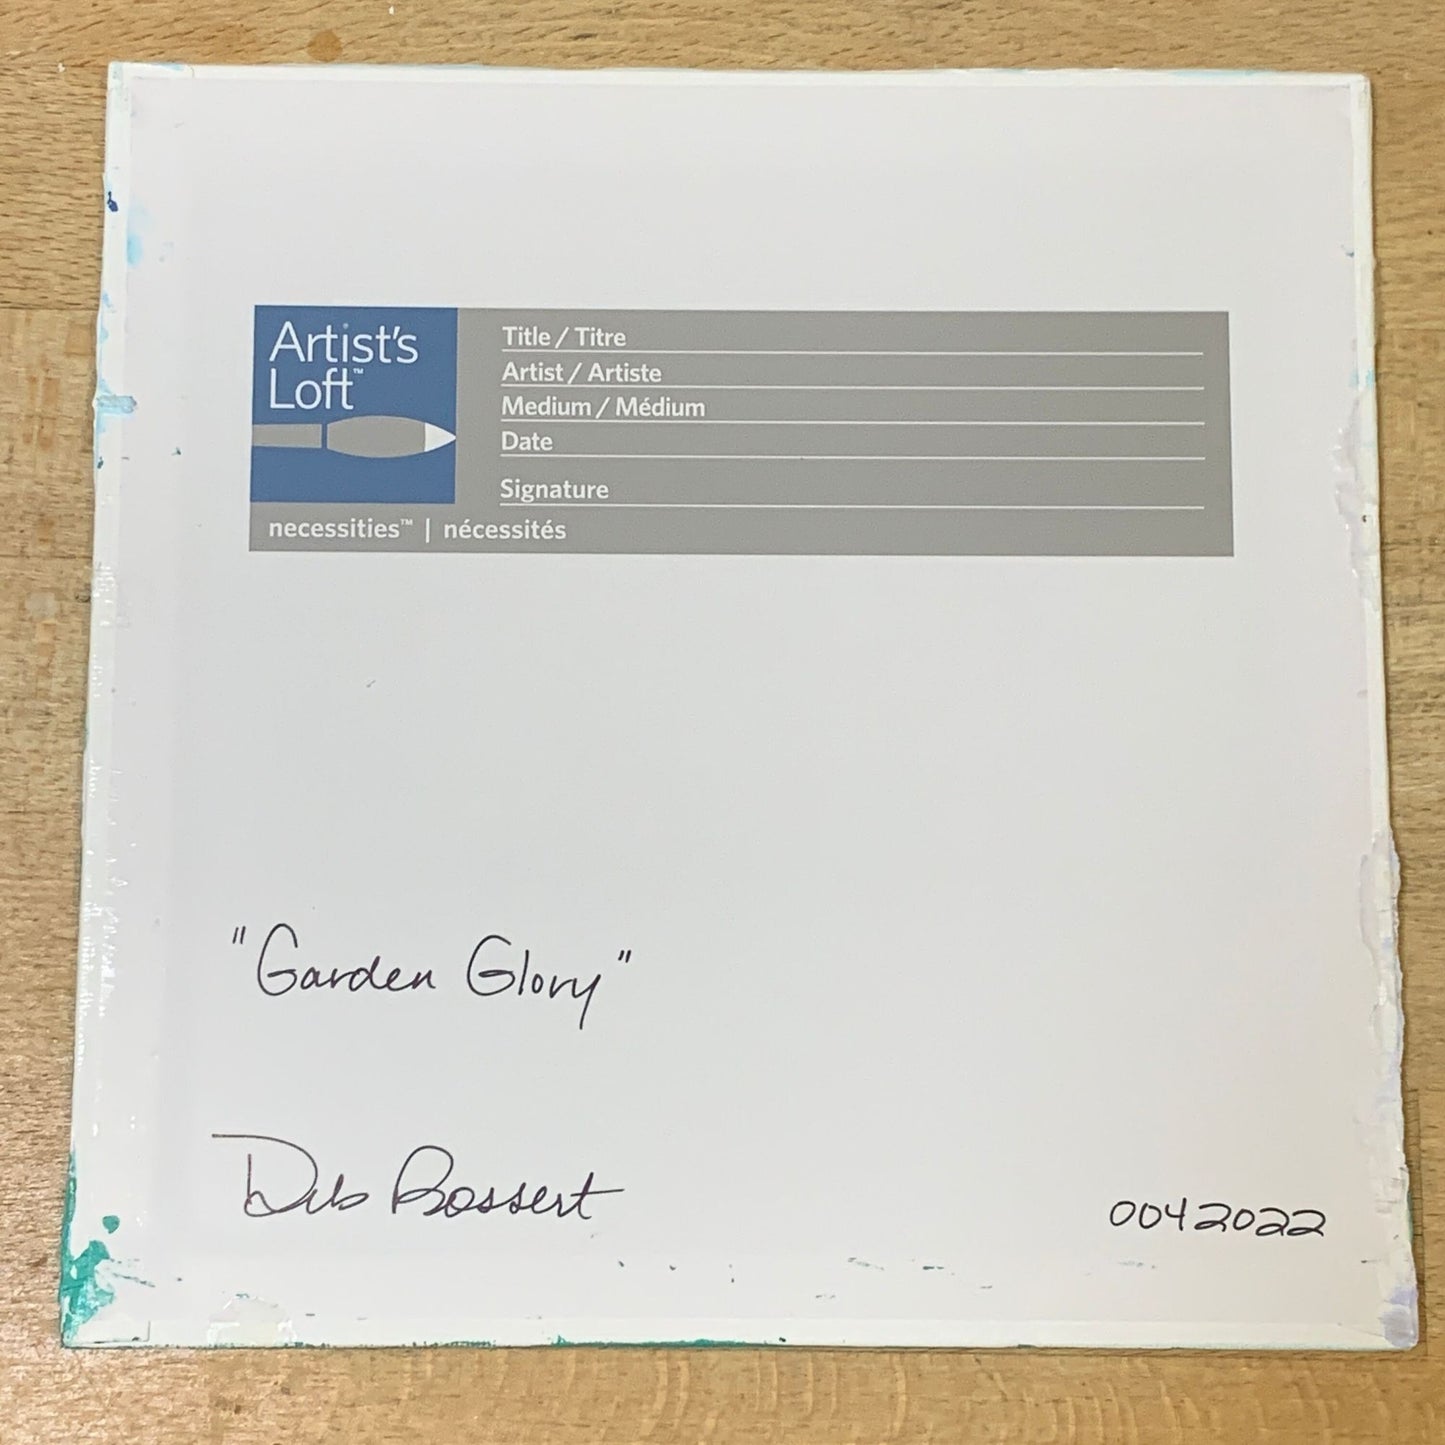 Artist's
Loft™
Title / Titre
Artist / Artiste
Medium / Médium
Date
Signature
necessities™ | nécessités
"Garden Glory"
Deb Bossert
0042022